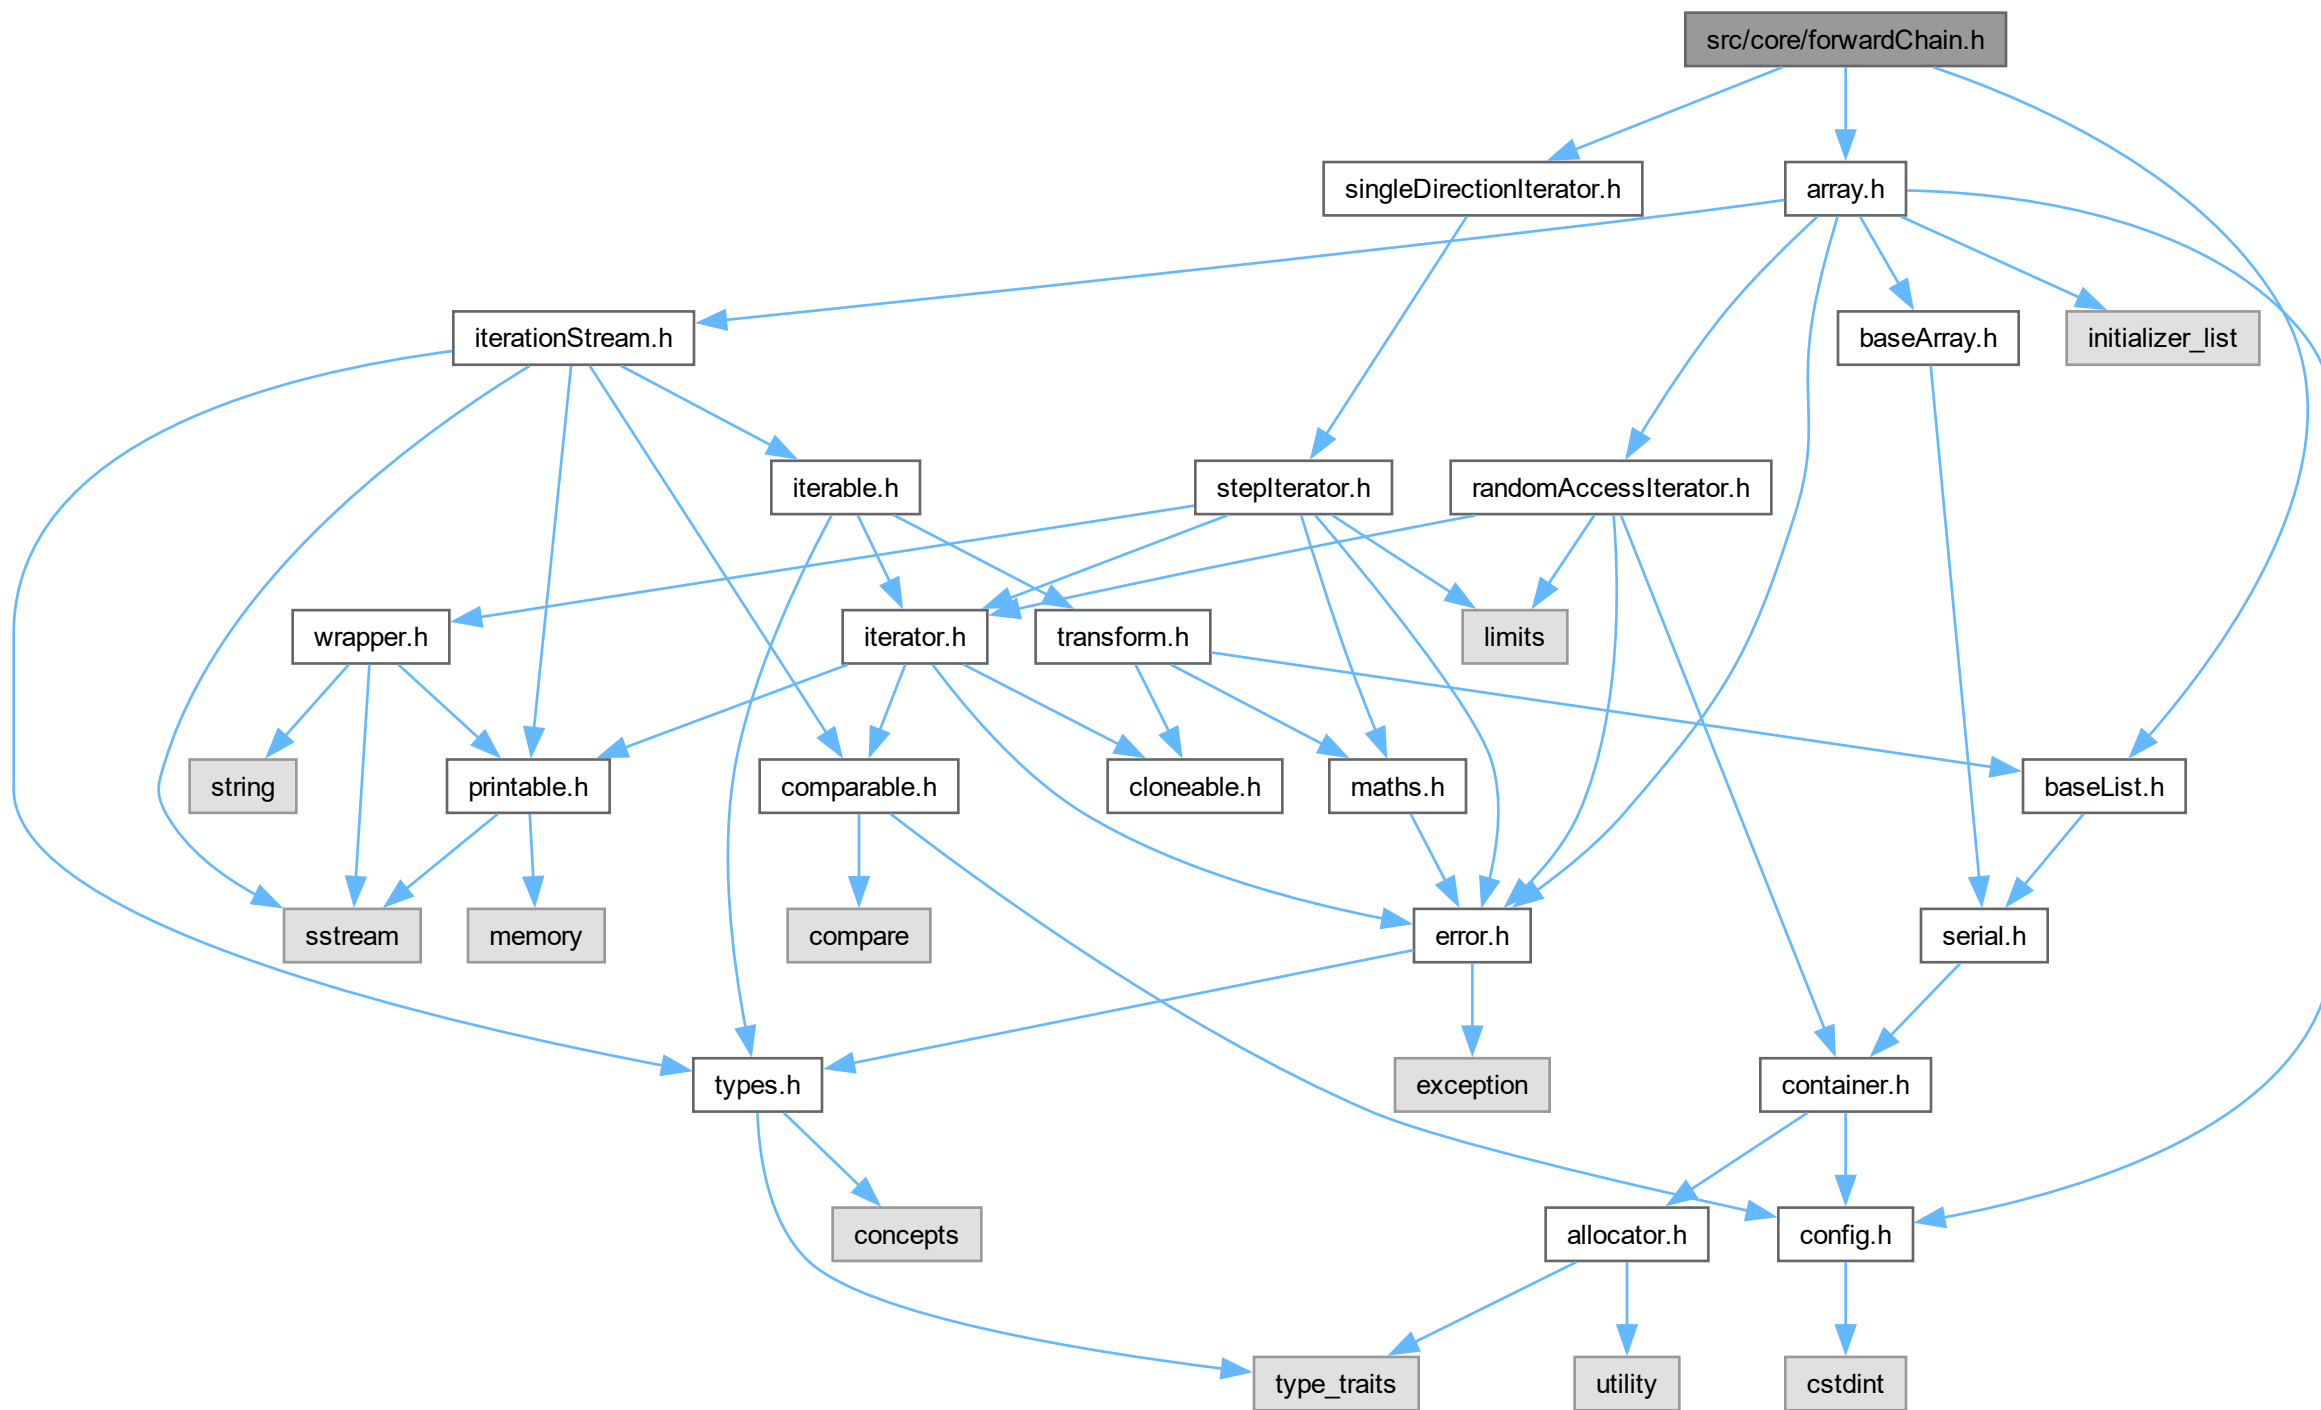 src/core/forwardChain.h
singleDirectionIterator.h
array.h
iterationStream.h
baseArray.h
initializer_list
iterable.h
stepIterator.h
randomAccessIterator.h
wrapper.h
iterator.h
transform.h
limits
string
printable.h
comparable.h
cloneable.h
maths.h
baseList.h
sstream
memory
compare
error.h
serial.h
types.h
exception
container.h
concepts
allocator.h
config.h
type_traits
utility
cstdint